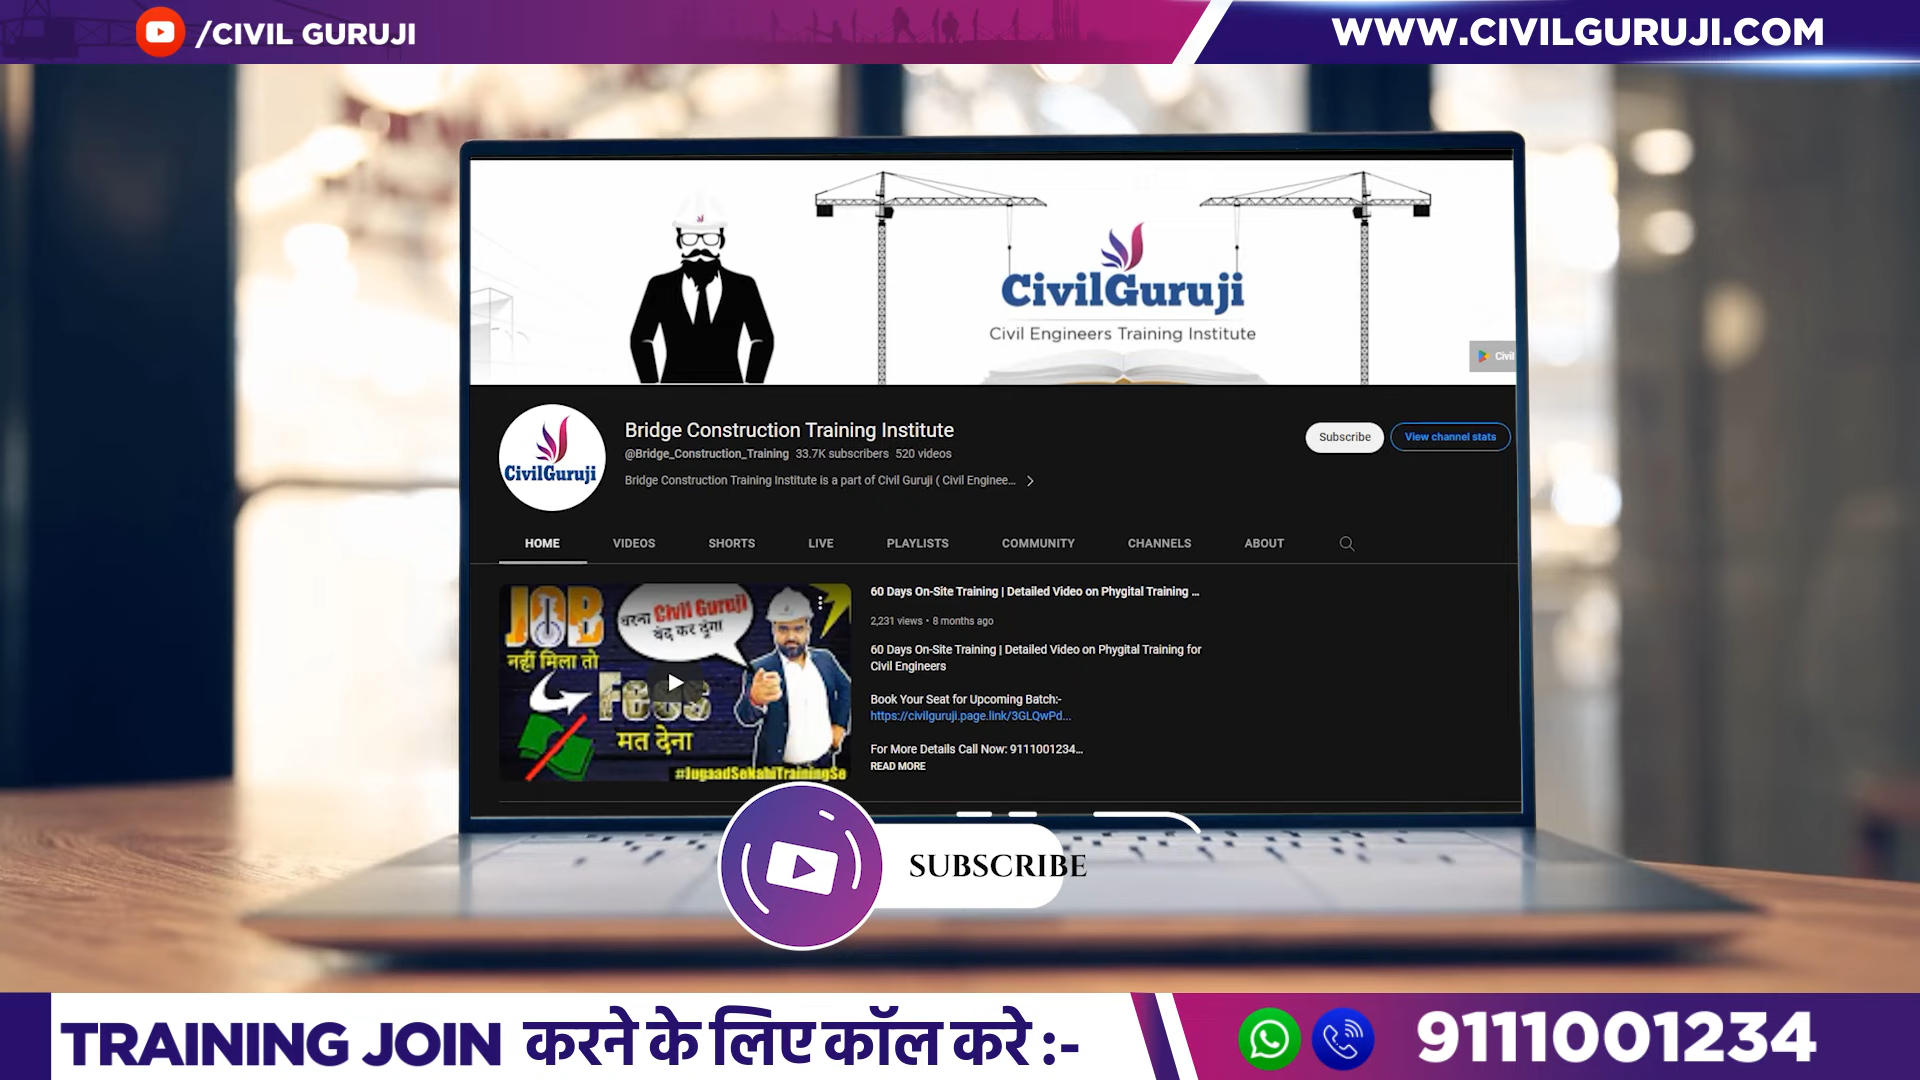 /CIVIL GURUJI
WWW.CIVILGURUJI.COM
CivilGuruji
Civil Engineers Training Institute
Civil
CivilGuruji
Bridge Construction Training Institute
@Bridge_Construction_Training 33.7K subscribers 520 videos
Bridge Construction Training Institute is a part of Civil Guruji ( Civil Enginee...
Subscribe
View channel stats
HOME VIDEOS SHORTS LIVE PLAYLISTS COMMUNITY CHANNELS ABOUT
JOB
नहीं मिला तो
Fees
मत देना
वरना Civil Guruji
बंद कर दूंगा
#JugaadSeNahiTrainingSe
60 Days On-Site Training | Detailed Video on Phygital Training ...
2,231 views • 8 months ago
60 Days On-Site Training | Detailed Video on Phygital Training for
Civil Engineers
Book Your Seat for Upcoming Batch:-
https://civilguruji.page.link/3GLQwPd...
For More Details Call Now: 9111001234...
READ MORE
SUBSCRIBE
TRAINING JOIN करने के लिए कॉल करे :-
9111001234